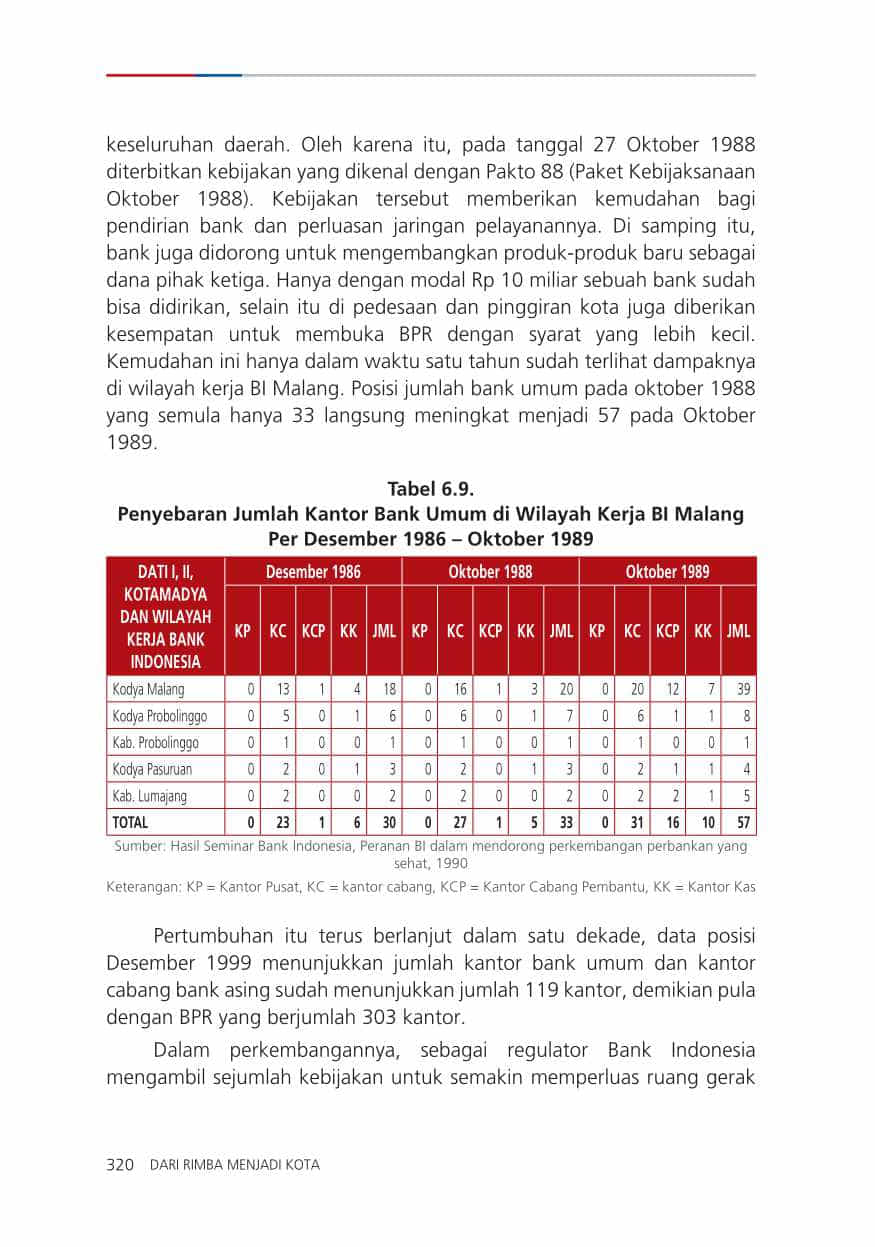 keseluruhan daerah. Oleh karena itu, pada tanggal 27 Oktober 1988
diterbitkan kebijakan yang dikenal dengan Pakto 88 (Paket Kebijaksanaan
Oktober 1988). Kebijakan tersebut memberikan kemudahan bagi
pendirian bank dan perluasan jaringan pelayanannya. Di samping itu,
bank juga didorong untuk mengembangkan produk-produk baru sebagai
dana pihak ketiga. Hanya dengan modal Rp 10 miliar sebuah bank sudah
bisa didirikan, selain itu di pedesaan dan pinggiran kota juga diberikan
kesempatan untuk membuka BPR dengan syarat yang lebih kecil.
Kemudahan ini hanya dalam waktu satu tahun sudah terlihat dampaknya
di wilayah kerja BI Malang. Posisi jumlah bank umum pada oktober 1988
yang semula hanya 33 langsung meningkat menjadi 57 pada Oktober
1989.
Tabel 6.9.
Penyebaran Jumlah Kantor Bank Umum di Wilayah Kerja BI Malang
Per Desember 1986 – Oktober 1989
DATI I, II,
KOTAMADYA
DAN WILAYAH
KERJA BANK
INDONESIA
Desember 1986 Oktober 1988 Oktober 1989
KP KC KCP KK JML KP KC KCP KK JML KP KC KCP KK JML
Kodya Malang 0 13 1 4 18 0 16 1 3 20 0 20 12 7 39
Kodya Probolinggo 0 5 0 1 6 0 6 0 1 7 0 6 1 1 8
Kab. Probolinggo 0 1 0 0 1 0 1 0 0 1 0 1 0 0 1
Kodya Pasuruan 0 2 0 1 3 0 2 0 1 3 0 2 1 1 4
Kab. Lumajang 0 2 0 0 2 0 2 0 0 2 0 2 2 1 5
TOTAL 0 23 1 6 30 0 27 1 5 33 0 31 16 10 57
Sumber: Hasil Seminar Bank Indonesia, Peranan BI dalam mendorong perkembangan perbankan yang
sehat, 1990
Keterangan: KP = Kantor Pusat, KC = kantor cabang, KCP = Kantor Cabang Pembantu, KK = Kantor Kas
Pertumbuhan itu terus berlanjut dalam satu dekade, data posisi
Desember 1999 menunjukkan jumlah kantor bank umum dan kantor
cabang bank asing sudah menunjukkan jumlah 119 kantor, demikian pula
dengan BPR yang berjumlah 303 kantor.
Dalam perkembangannya, sebagai regulator Bank Indonesia
mengambil sejumlah kebijakan untuk semakin memperluas ruang gerak
320 DARI RIMBA MENJADI KOTA